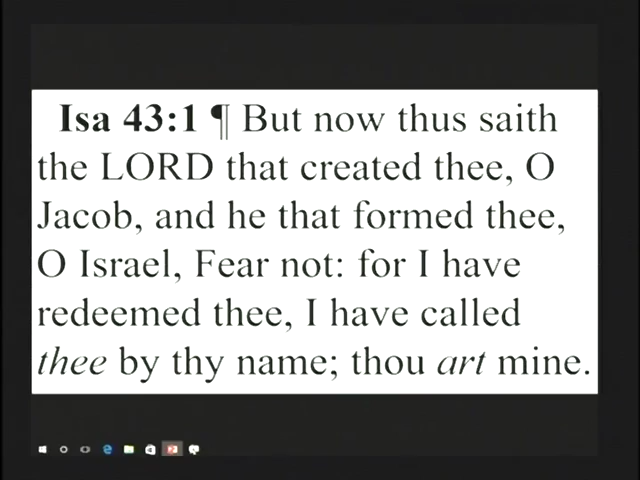 Isa 43:1 ¶ But now thus saith
the LORD that created thee, O
Jacob, and he that formed thee,
O Israel, Fear not: for I have
redeemed thee, I have called
thee by thy name; thou art mine.